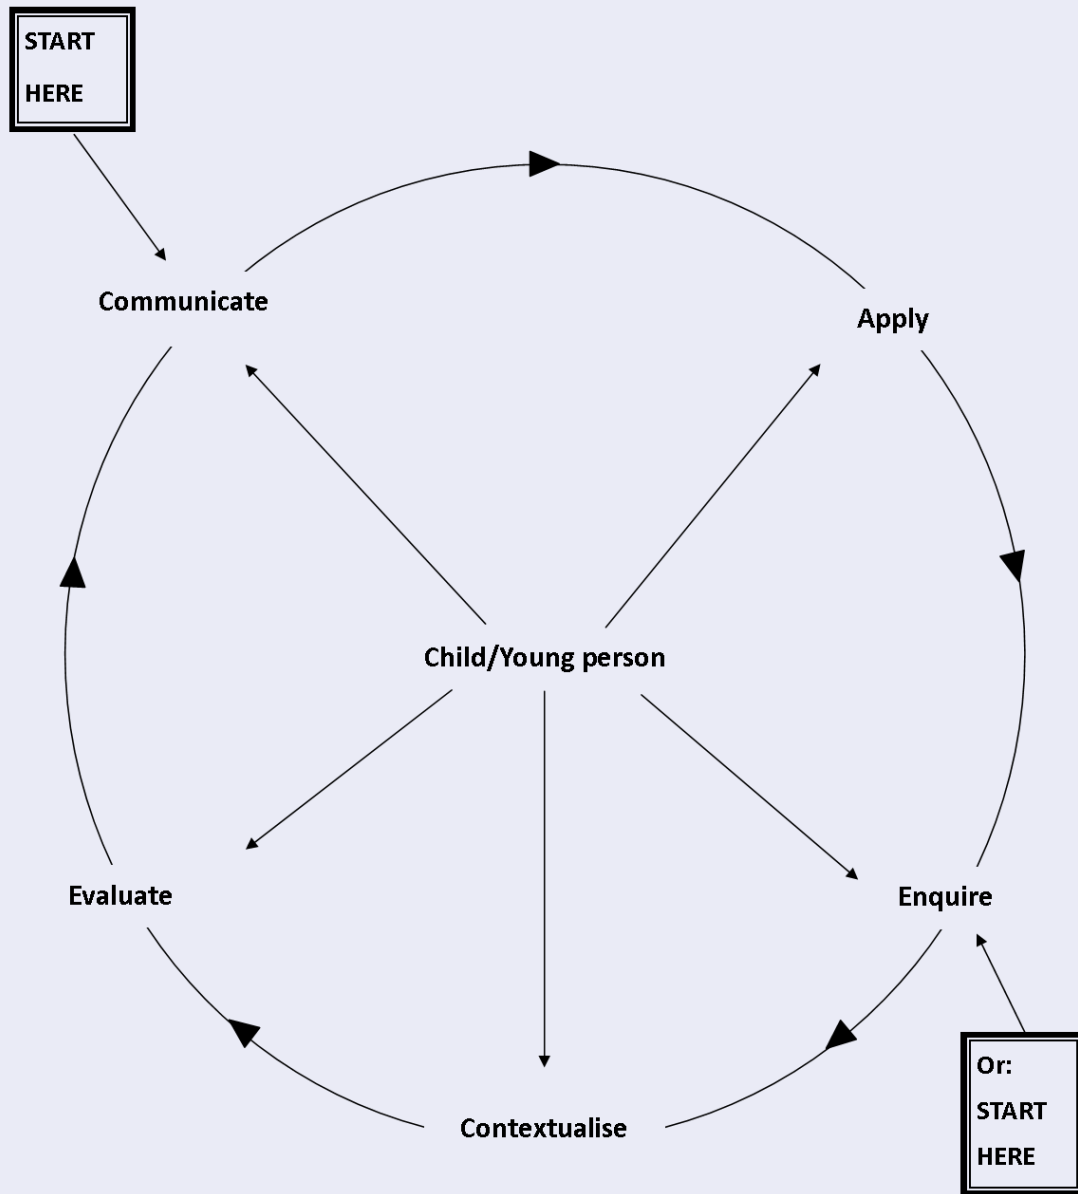 START
HERE
Communicate
Apply
Child/Young person
Evaluate
Enquire
Contextualise
Or:
START
HERE